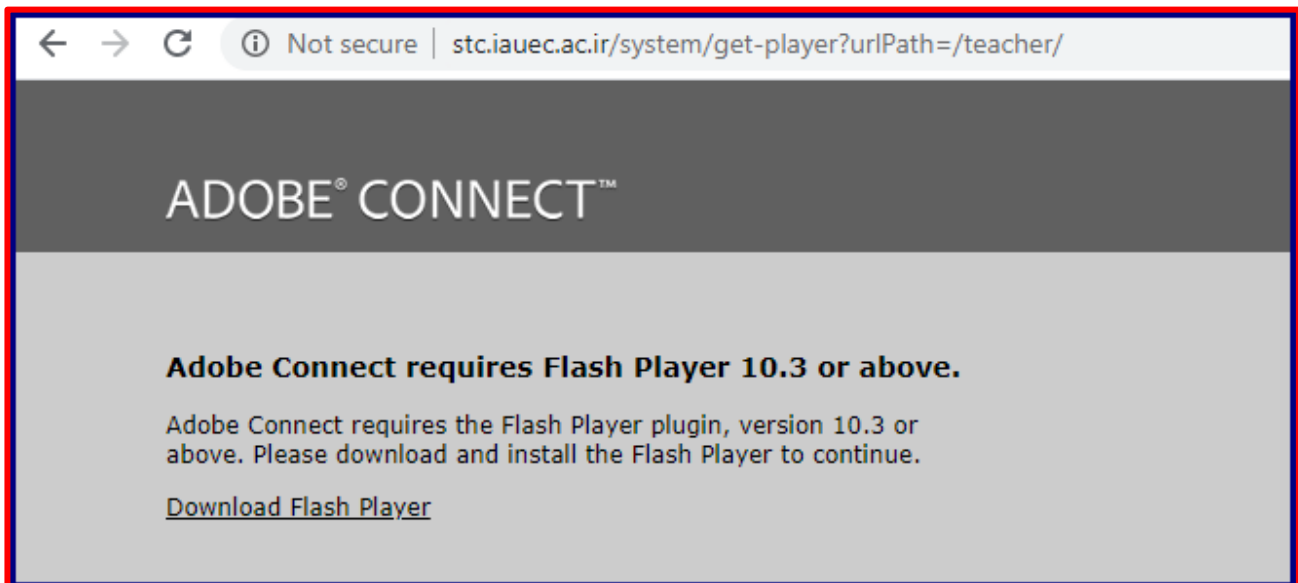 Not secure | stc.iauec.ac.ir/system/get-player?urlPath=/teacher/
ADOBE® CONNECT™
Adobe Connect requires Flash Player 10.3 or above.
Adobe Connect requires the Flash Player plugin, version 10.3 or
above. Please download and install the Flash Player to continue.
Download Flash Player